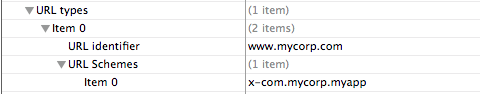 URL types (1 item)
Item 0 (2 items)
URL identifier www.mycorp.com
URL Schemes (1 item)
Item 0 x-com.mycorp.myapp